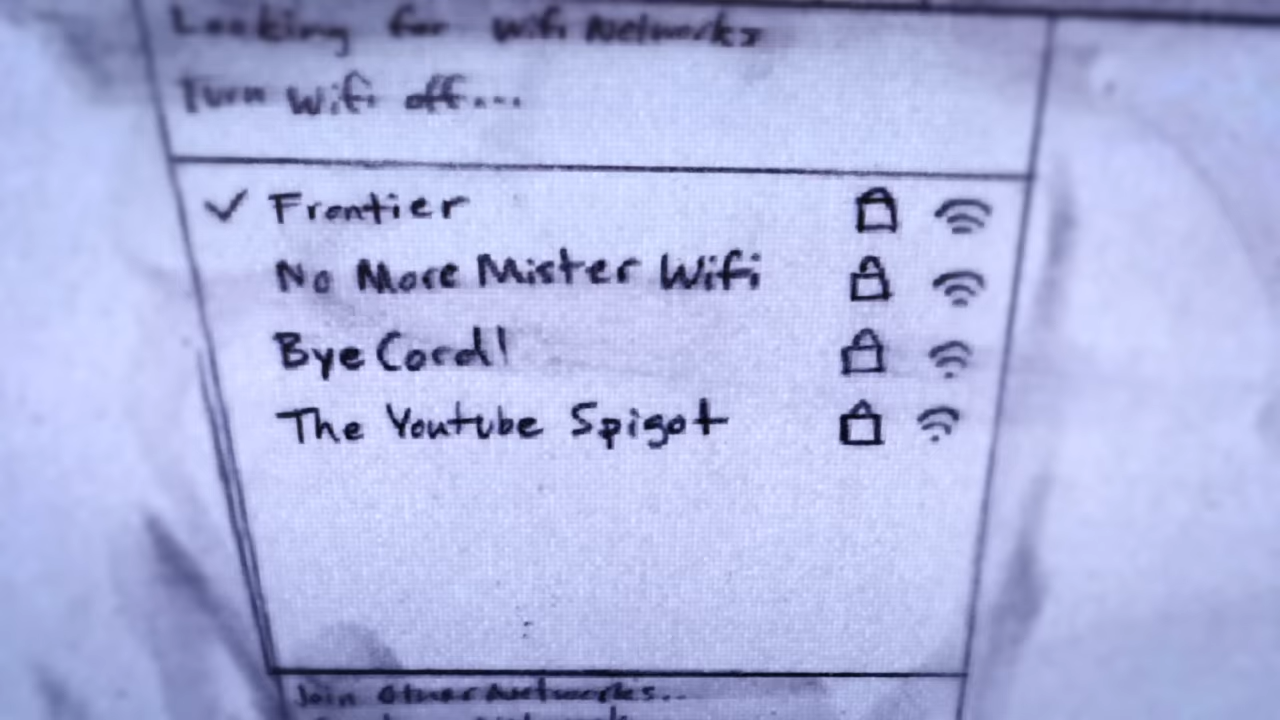 Looking for Wifi Networks
Turn Wifi off...
✓ Frontier
No More Mister Wifi
Bye Cord!
The Youtube Spigot
Join Other Networks...
Network